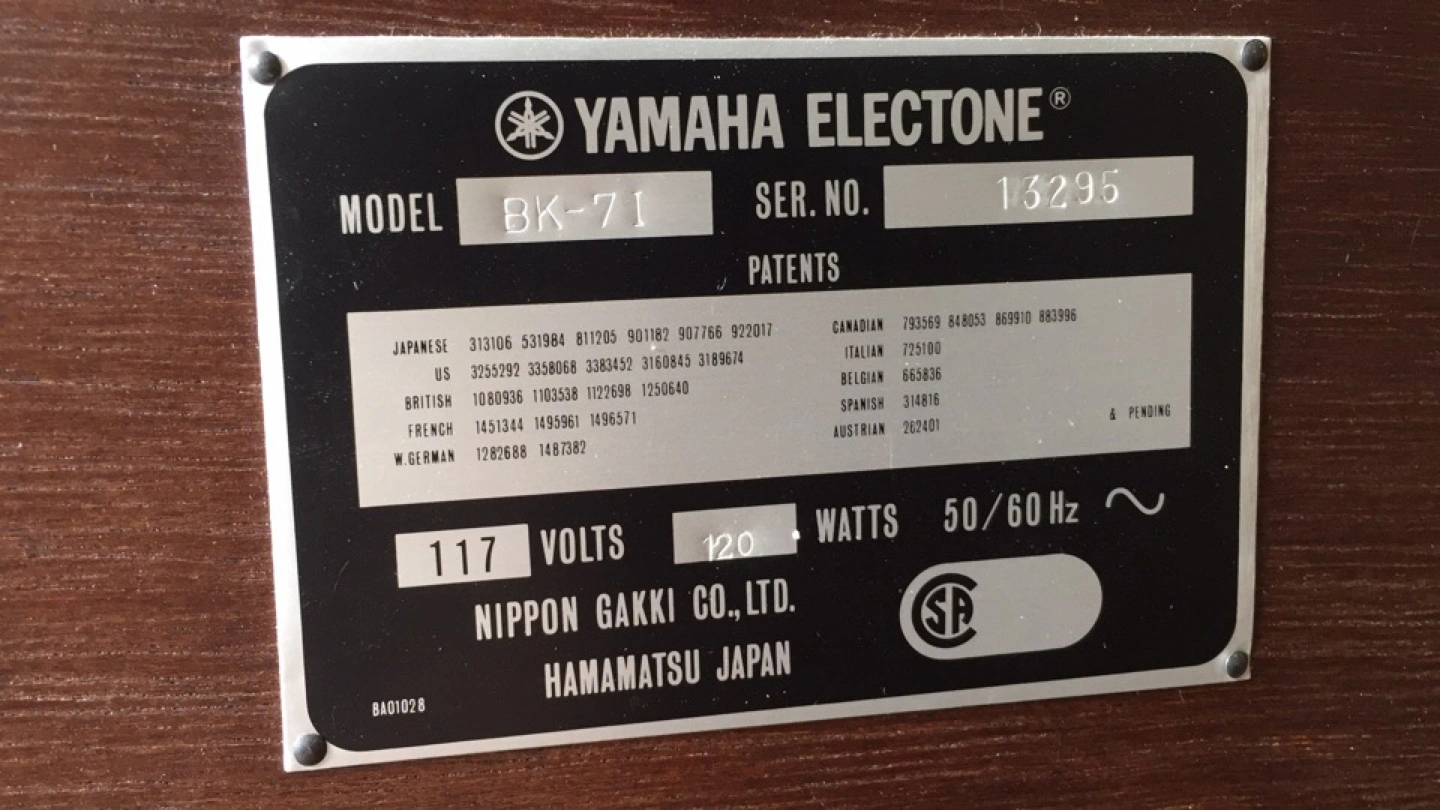 YAMAHA ELECTONE®
MODEL BK-7I SER. NO. 13295
PATENTS
JAPANESE 313106 531984 811205 901182 907766 922017
US 3255292 3358068 3383452 3160845 3189674
BRITISH 1080936 1103538 1122698 1250640
FRENCH 1451344 1495961 1496571
W.GERMAN 1282688 1487382
CANADIAN 793569 848053 869910 883996
ITALIAN 725100
BELGIAN 665836
SPANISH 314816
AUSTRIAN 262401
& PENDING
117 VOLTS 120 WATTS 50/60Hz ~
NIPPON GAKKI CO.,LTD.
HAMAMATSU JAPAN
CSA
BA01028